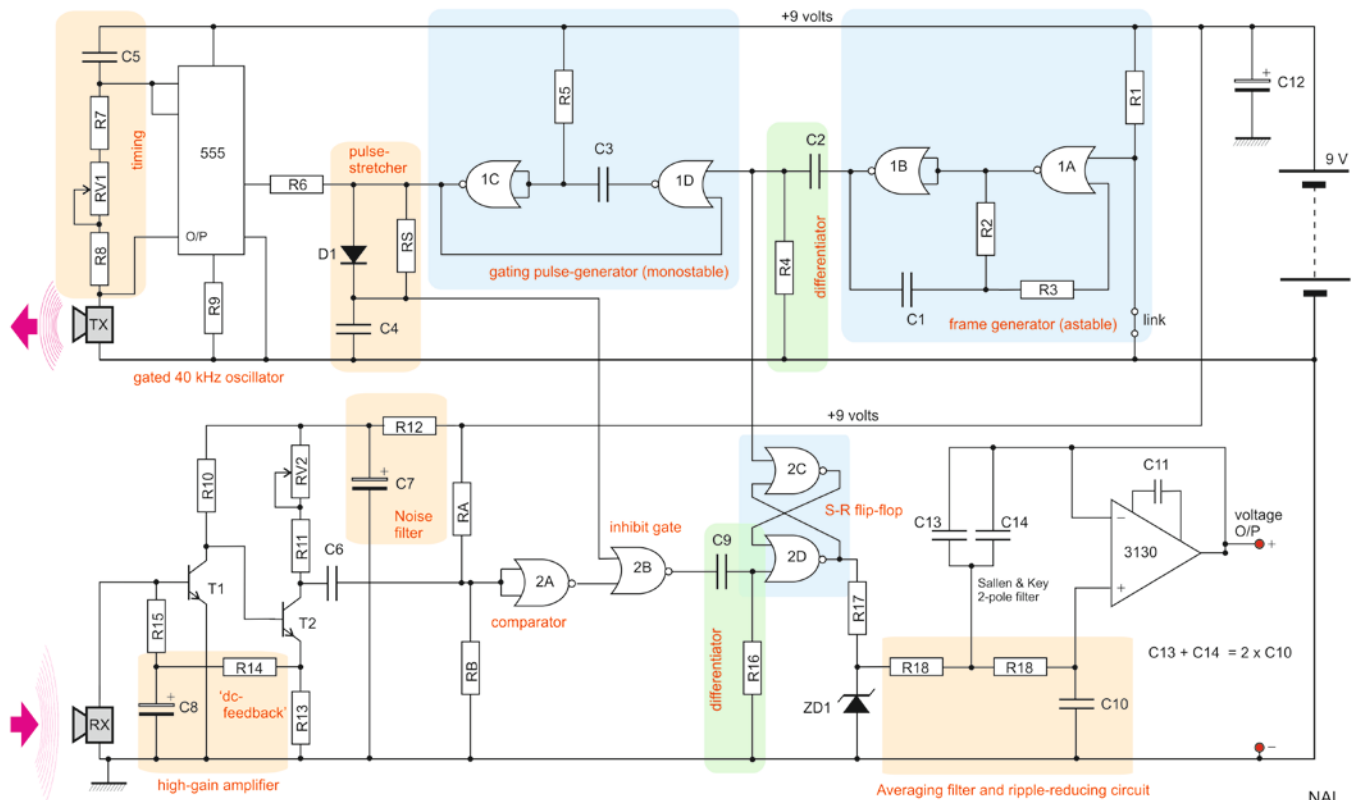 +9 volts
C5
R7
timing
RV1
R8
555
O/P
R9
TX
gated 40 kHz oscillator
R6
pulse-
stretcher
D1
RS
C4
1C
R5
C3
1D
gating pulse-generator (monostable)
C2
R4
differentiator
1B
1A
R1
R2
R3
C1
link
frame generator (astable)
+
C12
9 V
+9 volts
R10
RV2
R11
R12
+
C7
Noise
filter
C6
RA
RB
T1
T2
R15
R14
R13
+
C8
'dc-
feedback'
RX
high-gain amplifier
2A
comparator
inhibit gate
2B
C9
differentiator
R16
2C
S-R flip-flop
2D
R17
ZD1
C13
C14
C11
−
3130
+
voltage
O/P
+
Sallen & Key
2-pole filter
R18
R18
C10
C13 + C14 = 2 x C10
−
Averaging filter and ripple-reducing circuit